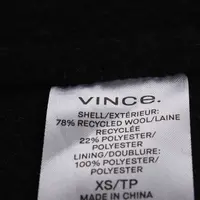 VINCE.
SHELL/EXTÉRIEUR:
78% RECYCLED WOOL/LAINE
RECYCLÉE
22% POLYESTER/
POLYESTER
LINING/DOUBLURE:
100% POLYESTER/
POLYESTER
XS/TP
MADE IN CHINA